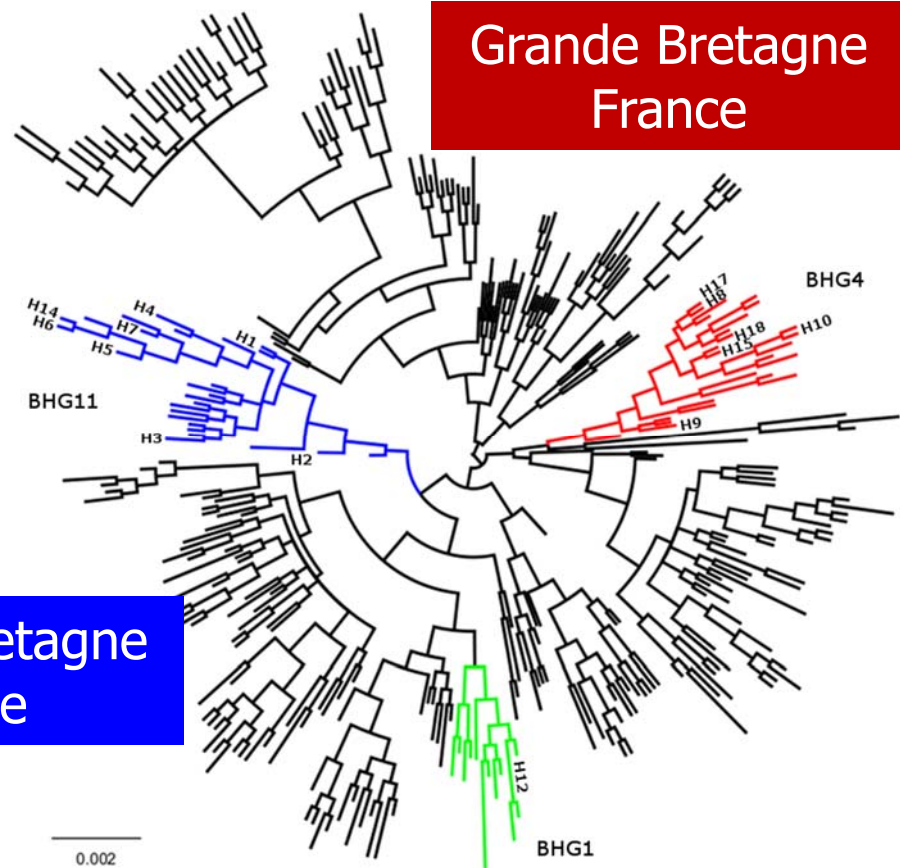 Grande Bretagne
France
BHG4
H17
H8
H18
H10
H15
H9
H14
H6
H4
H7
H5
H1
BHG11
H3
H2
etagne
e
H12
BHG1
0.002